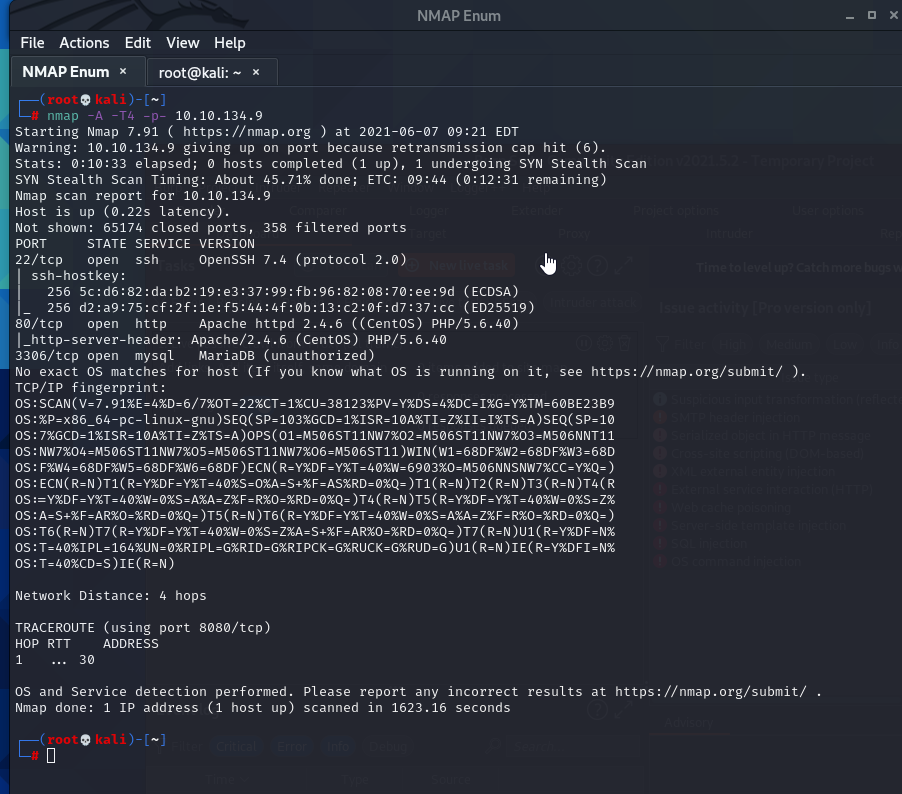 NMAP Enum
File Actions Edit View Help
NMAP Enum × root@kali: ~ ×
┌──(root💀kali)-[~]
└─# nmap -A -T4 -p- 10.10.134.9
Starting Nmap 7.91 ( https://nmap.org ) at 2021-06-07 09:21 EDT
Warning: 10.10.134.9 giving up on port because retransmission cap hit (6).
Stats: 0:10:33 elapsed; 0 hosts completed (1 up), 1 undergoing SYN Stealth Scan
SYN Stealth Scan Timing: About 45.71% done; ETC: 09:44 (0:12:31 remaining)
Nmap scan report for 10.10.134.9
Host is up (0.22s latency).
Not shown: 65174 closed ports, 358 filtered ports
PORT     STATE SERVICE VERSION
22/tcp   open  ssh     OpenSSH 7.4 (protocol 2.0)
| ssh-hostkey:
|   256 5c:d6:82:da:b2:19:e3:37:99:fb:96:82:08:70:ee:9d (ECDSA)
|_  256 d2:a9:75:cf:2f:1e:f5:44:4f:0b:13:c2:0f:d7:37:cc (ED25519)
80/tcp   open  http    Apache httpd 2.4.6 ((CentOS) PHP/5.6.40)
|_http-server-header: Apache/2.4.6 (CentOS) PHP/5.6.40
3306/tcp open  mysql   MariaDB (unauthorized)
No exact OS matches for host (If you know what OS is running on it, see https://nmap.org/submit/ ).
TCP/IP fingerprint:
OS:SCAN(V=7.91%E=4%D=6/7%OT=22%CT=1%CU=38123%PV=Y%DS=4%DC=I%G=Y%TM=60BE23B9
OS:%P=x86_64-pc-linux-gnu)SEQ(SP=103%GCD=1%ISR=10A%TI=Z%II=I%TS=A)SEQ(SP=10
OS:7%GCD=1%ISR=10A%TI=Z%TS=A)OPS(O1=M506ST11NW7%O2=M506ST11NW7%O3=M506NNT11
OS:NW7%O4=M506ST11NW7%O5=M506ST11NW7%O6=M506ST11)WIN(W1=68DF%W2=68DF%W3=68D
OS:F%W4=68DF%W5=68DF%W6=68DF)ECN(R=Y%DF=Y%T=40%W=6903%O=M506NNSNW7%CC=Y%Q=)
OS:ECN(R=N)T1(R=Y%DF=Y%T=40%S=O%A=S+%F=AS%RD=0%Q=)T1(R=N)T2(R=N)T3(R=N)T4(R
OS:=Y%DF=Y%T=40%W=0%S=A%A=Z%F=R%O=%RD=0%Q=)T4(R=N)T5(R=Y%DF=Y%T=40%W=0%S=Z%
OS:A=S+%F=AR%O=%RD=0%Q=)T5(R=N)T6(R=Y%DF=Y%T=40%W=0%S=A%A=Z%F=R%O=%RD=0%Q=)
OS:T6(R=N)T7(R=Y%DF=Y%T=40%W=0%S=Z%A=S+%F=AR%O=%RD=0%Q=)T7(R=N)U1(R=Y%DF=N%
OS:T=40%IPL=164%UN=0%RIPL=G%RID=G%RIPCK=G%RUCK=G%RUD=G)U1(R=N)IE(R=Y%DFI=N%
OS:T=40%CD=S)IE(R=N)
Network Distance: 4 hops
TRACEROUTE (using port 8080/tcp)
HOP RTT    ADDRESS
1   ... 30
OS and Service detection performed. Please report any incorrect results at https://nmap.org/submit/ .
Nmap done: 1 IP address (1 host up) scanned in 1623.16 seconds
┌──(root💀kali)-[~]
└─#